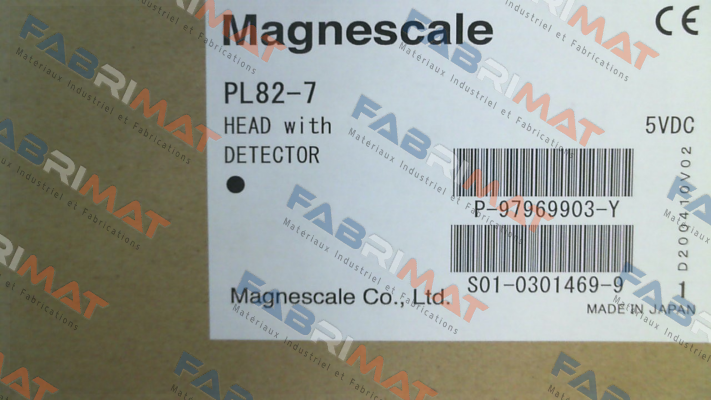 Magnescale
CE
PL82-7
HEAD with
5VDC
DETECTOR
P-97969903-Y
S01-0301469-9
1 D200410V02
Magnescale Co., Ltd.
MADE IN JAPAN
FABRIMAT
Materiaux Industriel et Fabrications